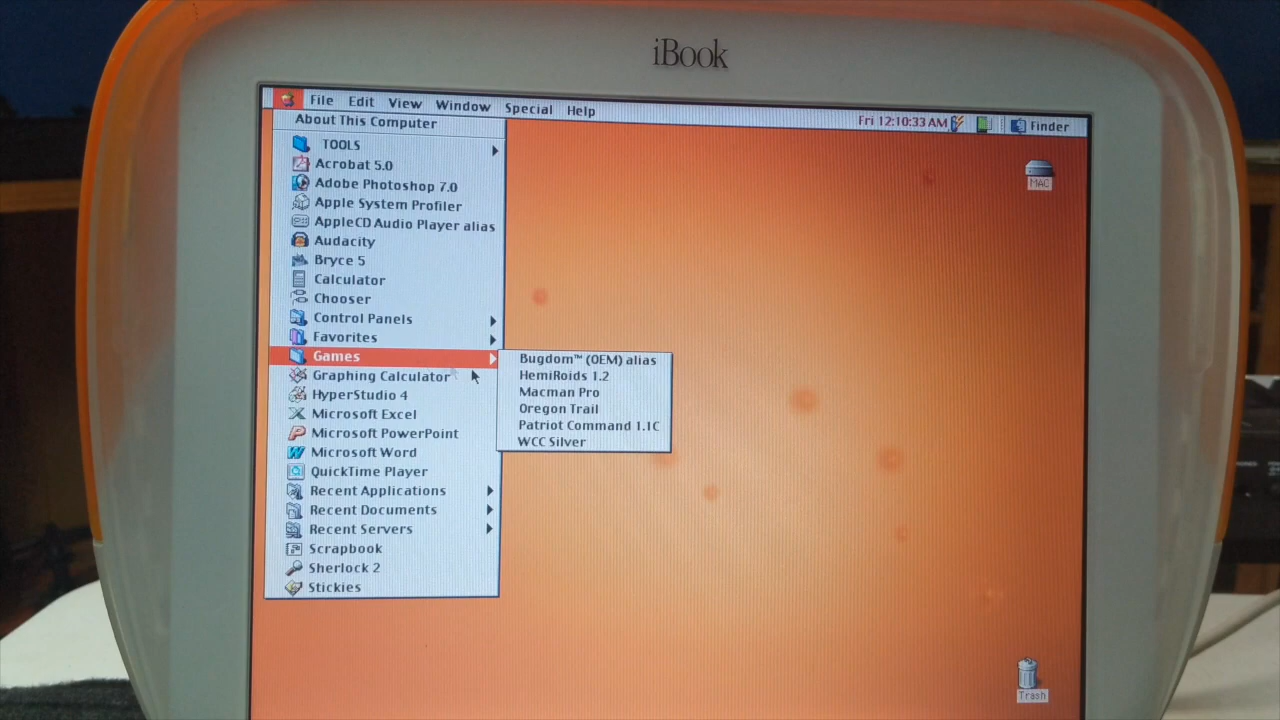 iBook
File Edit View Window Special Help
Fri 12:10:33 AM
Finder
About This Computer
TOOLS
Acrobat 5.0
Adobe Photoshop 7.0
Apple System Profiler
AppleCD Audio Player alias
Audacity
Bryce 5
Calculator
Chooser
Control Panels
Favorites
Games
Graphing Calculator
HyperStudio 4
Microsoft Excel
Microsoft PowerPoint
Microsoft Word
QuickTime Player
Recent Applications
Recent Documents
Recent Servers
Scrapbook
Sherlock 2
Stickies
Bugdom™ (OEM) alias
HemiRoids 1.2
Macman Pro
Oregon Trail
Patriot Command 1.1C
WCC Silver
MAC
Trash